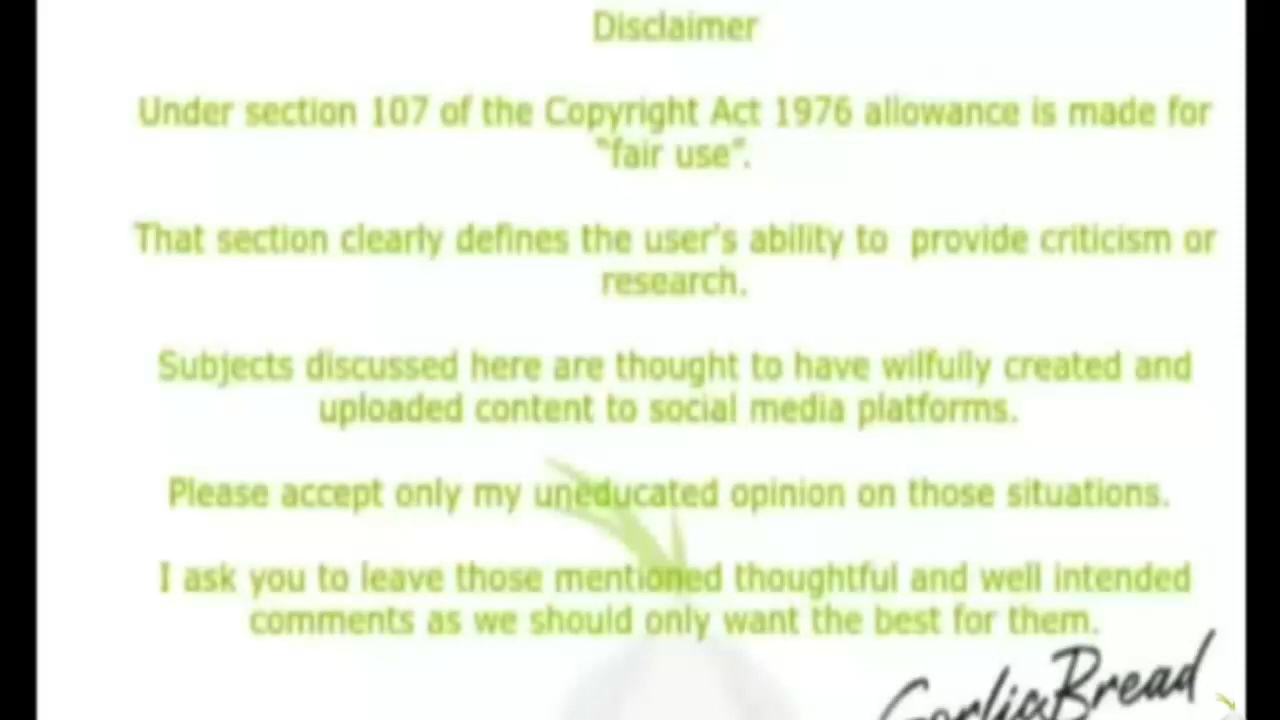 Disclaimer
Under section 107 of the Copyright Act 1976 allowance is made for
"fair use".
That section clearly defines the user's ability to  provide criticism or
research.
Subjects discussed here are thought to have wilfully created and
uploaded content to social media platforms.
Please accept only my uneducated opinion on those situations.
I ask you to leave those mentioned thoughtful and well intended
comments as we should only want the best for them.
GarlicBread